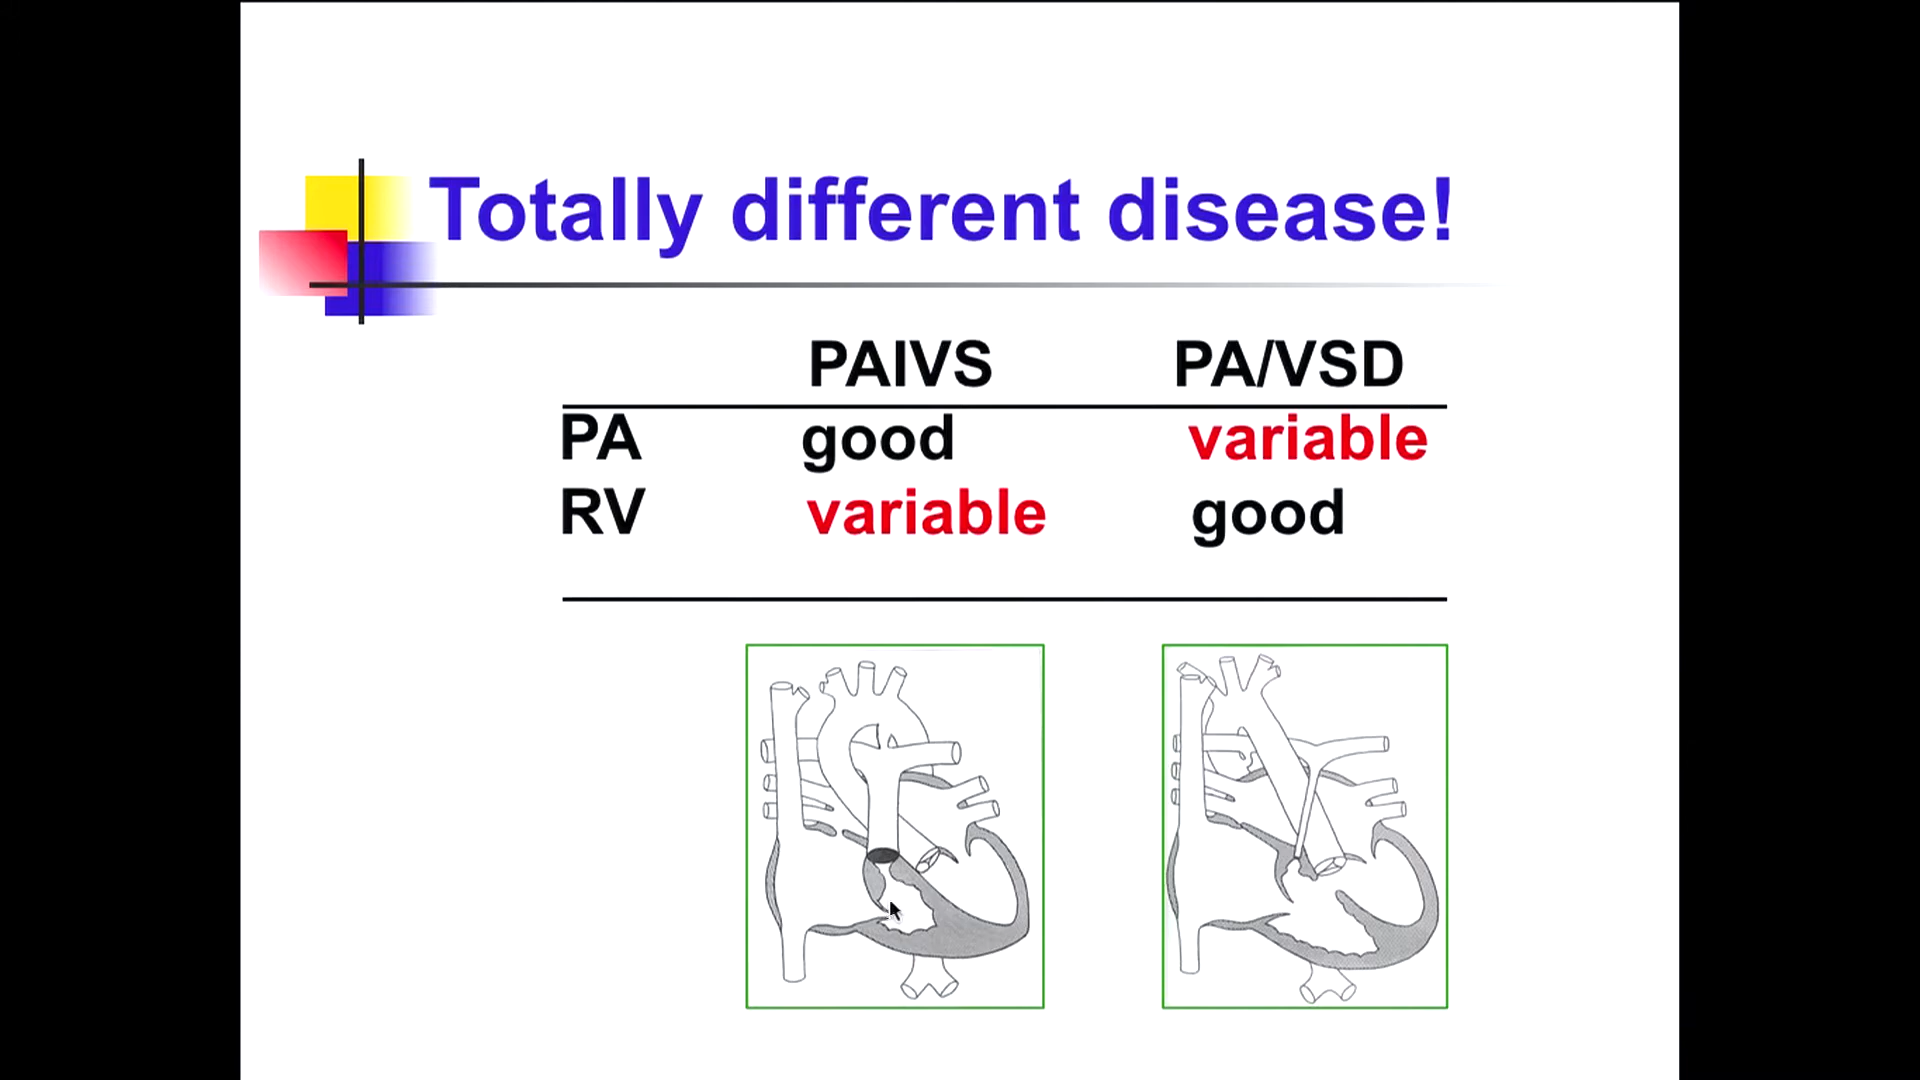 Totally different disease!
PAIVS PA/VSD
PA good variable
RV variable good